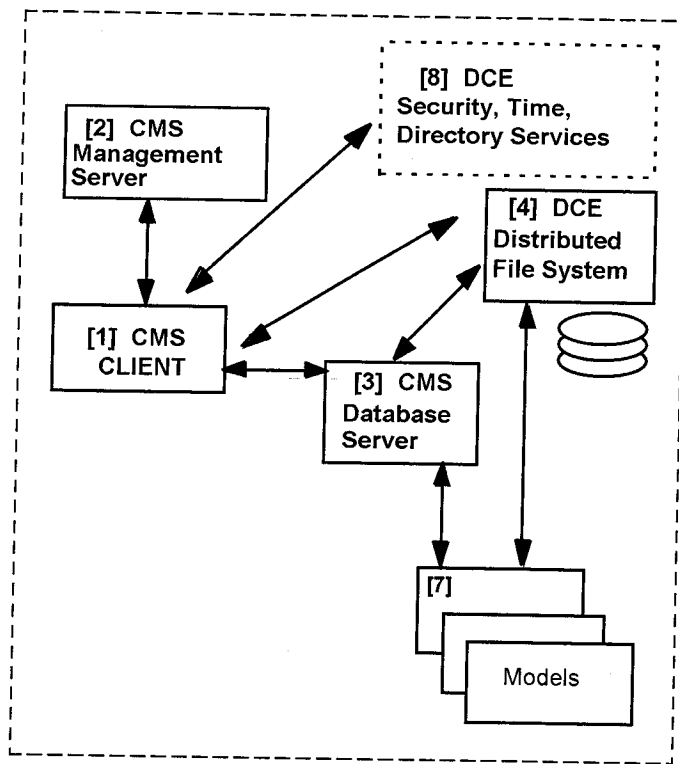 [8] DCE
Security, Time,
Directory Services
[2] CMS
Management
Server
[4] DCE
Distributed
File System
[1] CMS
CLIENT
[3] CMS
Database
Server
[7]
Models